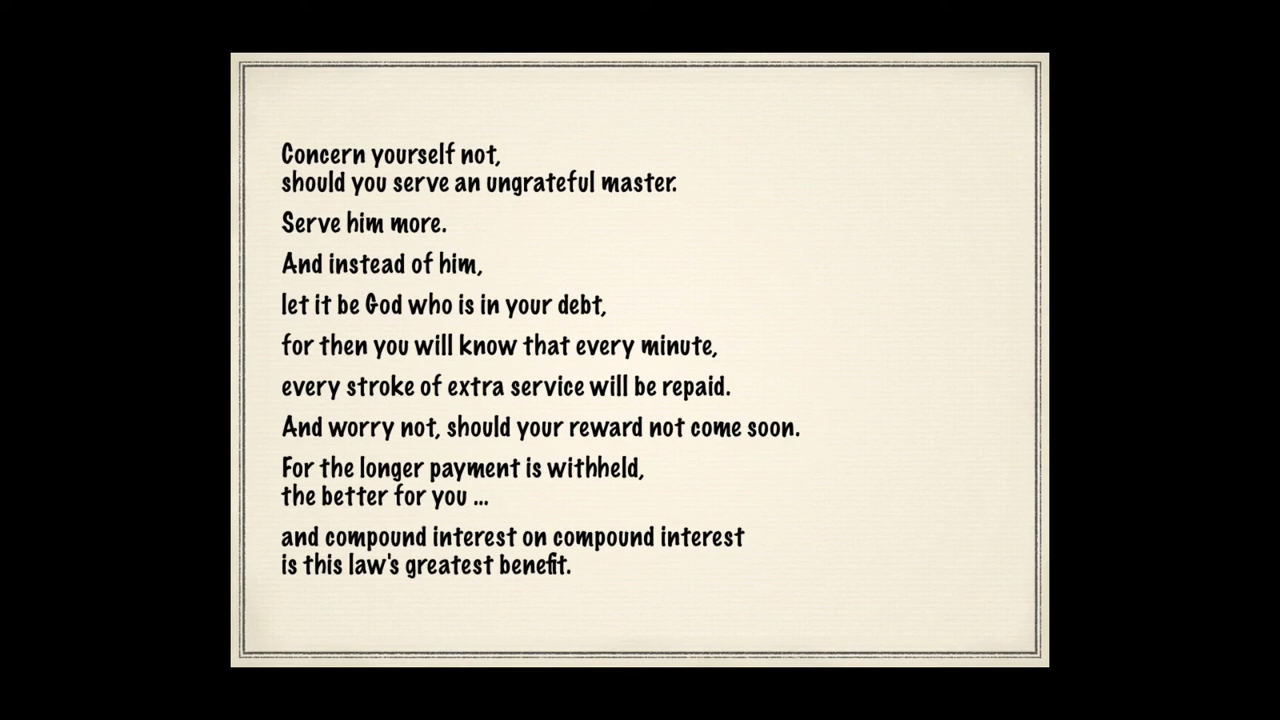 Concern yourself not,
should you serve an ungrateful master.
Serve him more.
And instead of him,
let it be God who is in your debt,
for then you will know that every minute,
every stroke of extra service will be repaid.
And worry not, should your reward not come soon.
For the longer payment is withheld,
the better for you ...
and compound interest on compound interest
is this law's greatest benefit.